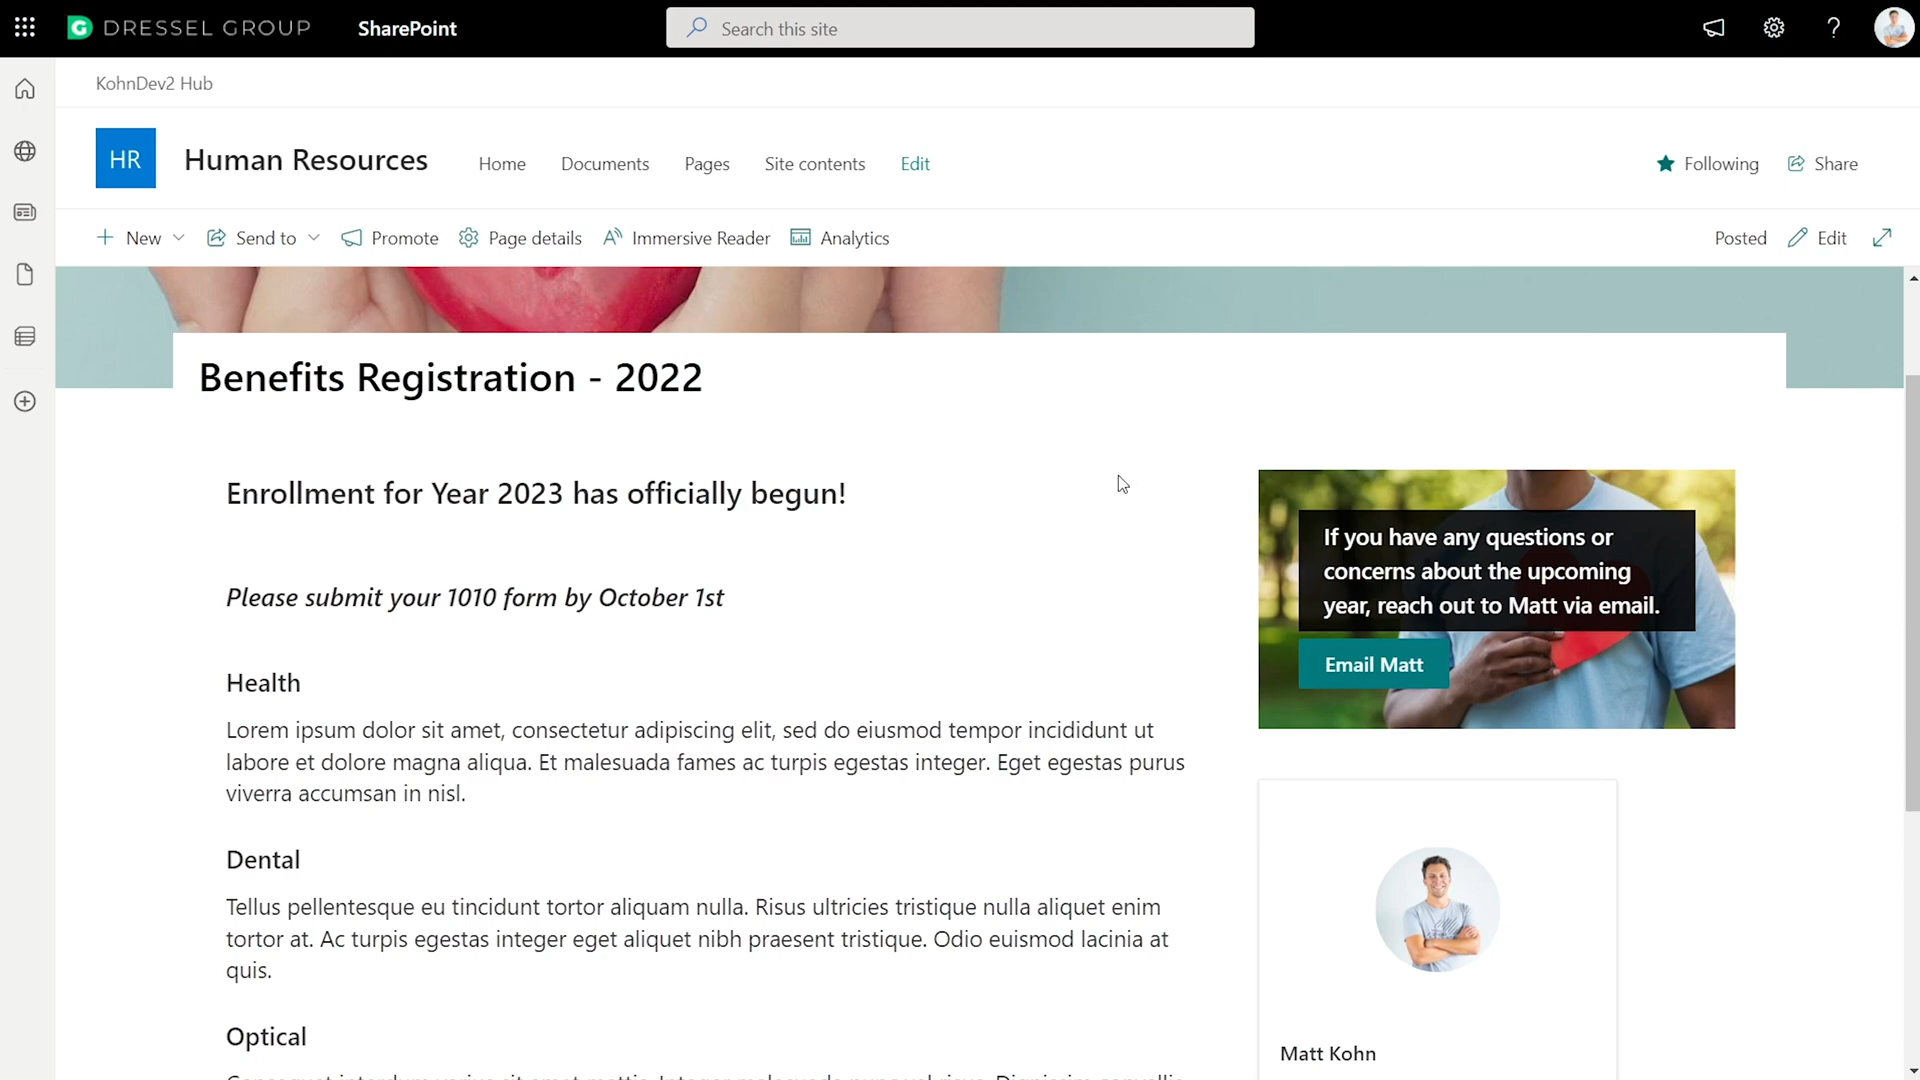 DRESSEL GROUP
SharePoint
Search this site
KohnDev2 Hub
HR
Human Resources
Home
Documents
Pages
Site contents
Edit
Following
Share
New
Send to
Promote
Page details
Immersive Reader
Analytics
Posted
Edit
Benefits Registration - 2022
Enrollment for Year 2023 has officially begun!
Please submit your 1010 form by October 1st
Health
Lorem ipsum dolor sit amet, consectetur adipiscing elit, sed do eiusmod tempor incididunt ut
labore et dolore magna aliqua. Et malesuada fames ac turpis egestas integer. Eget egestas purus
viverra accumsan in nisl.
Dental
Tellus pellentesque eu tincidunt tortor aliquam nulla. Risus ultricies tristique nulla aliquet enim
tortor at. Ac turpis egestas integer eget aliquet nibh praesent tristique. Odio euismod lacinia at
quis.
Optical
If you have any questions or
concerns about the upcoming
year, reach out to Matt via email.
Email Matt
Matt Kohn